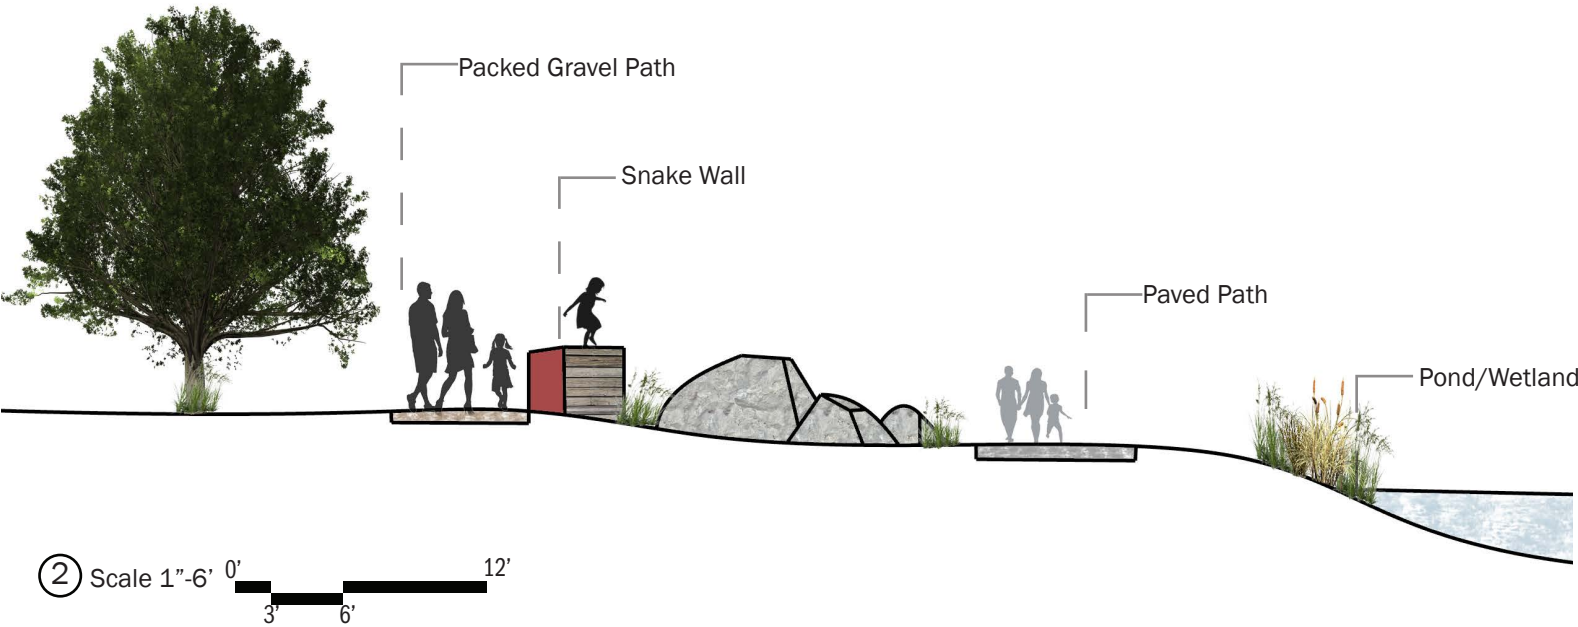 Packed Gravel Path
Snake Wall
Paved Path
Pond/Wetland
2 Scale 1”-6’ 0’ 12’
3’ 6’